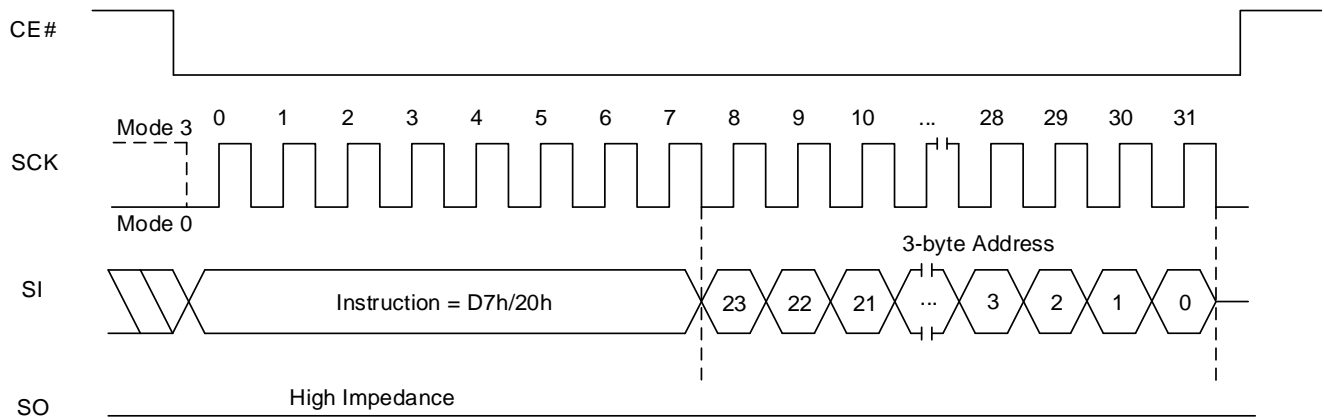 CE#
0 1 2 3 4 5 6 7 8 9 10 ... 28 29 30 31
Mode 3
SCK
Mode 0
3-byte Address
SI
Instruction = D7h/20h 23 22 21 ... 3 2 1 0
High Impedance
SO